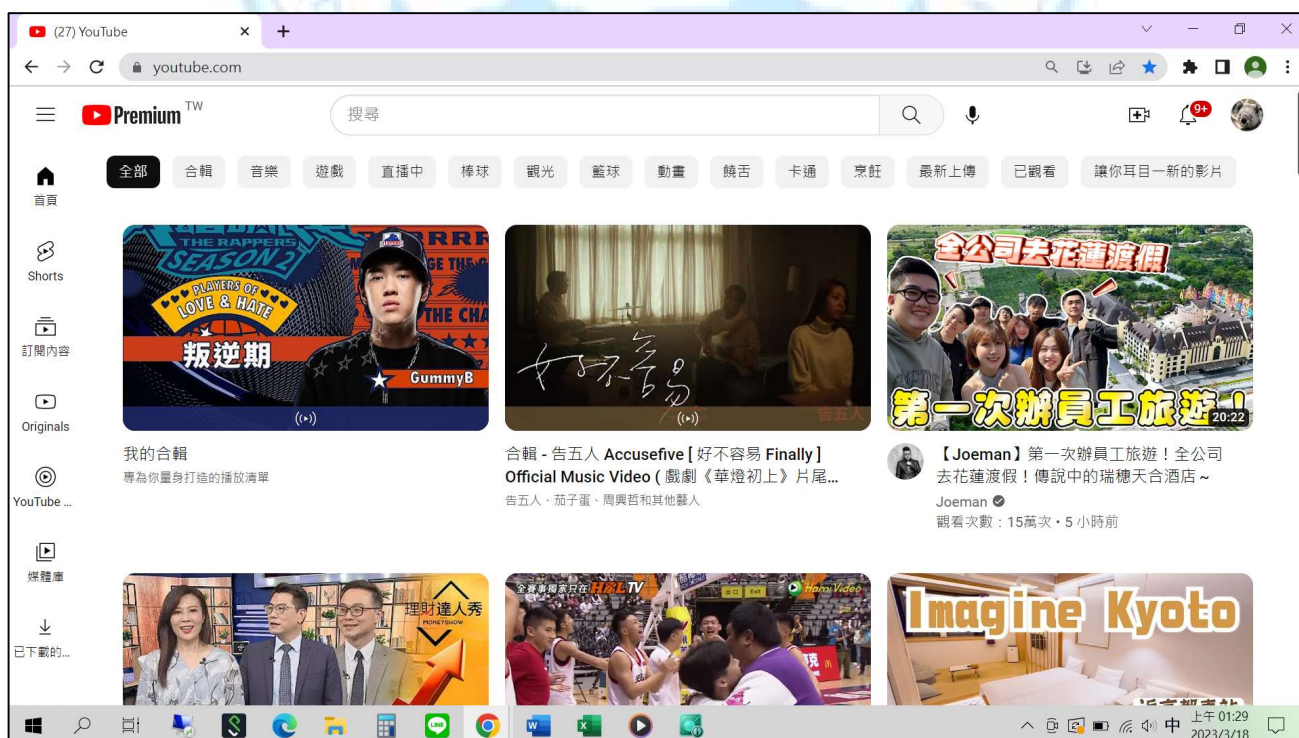 (27) YouTube
youtube.com
Premium TW
搜尋
9+
全部 合輯 音樂 遊戲 直播中 棒球 觀光 籃球 動畫 饒舌 卡通 烹飪 最新上傳 已觀看 讓你耳目一新的影片
首頁
Shorts
訂閱內容
Originals
YouTube ...
媒體庫
已下載的...
THE RAPPERS
SEASON 2
PLAYERS OF
LOVE & HATE
叛逆期
GummyB
我的合輯
專為你量身打造的播放清單
好不容易
告五人
合輯 - 告五人 Accusefive [ 好不容易 Finally ]
Official Music Video ( 戲劇《華燈初上》片尾...
告五人、茄子蛋、周興哲和其他藝人
全公司去花蓮渡假!
第一次辦員工旅遊!
20:22
【Joeman】第一次辦員工旅遊!全公司
去花蓮渡假!傳說中的瑞穗天合酒店~
Joeman
觀看次數:15萬次・5 小時前
理財達人秀
MONEYSHOW
全賽事獨家只在 HBL TV
Hami Video
Imagine Kyoto
LINE
中
上午 01:29
2023/3/18